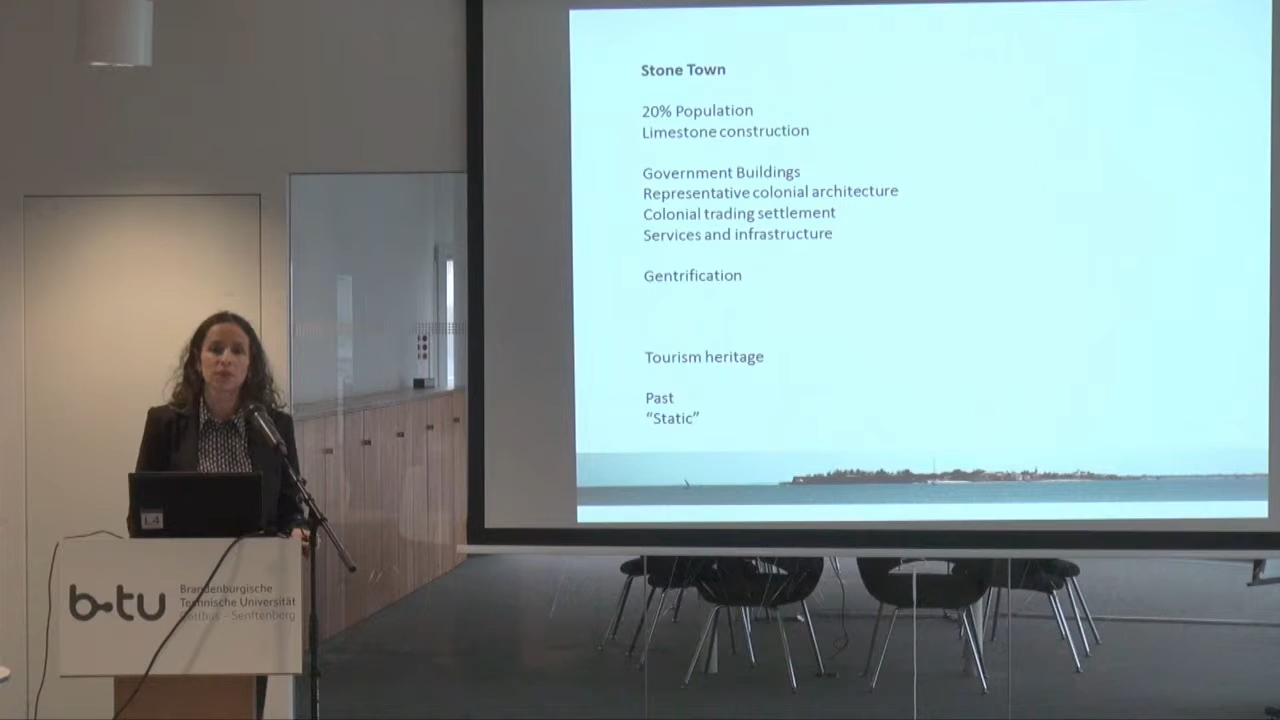 Stone Town
20% Population
Limestone construction
Government Buildings
Representative colonial architecture
Colonial trading settlement
Services and infrastructure
Gentrification
Tourism heritage
Past
“Static”
L4
b-tu
Brandenburgische
Technische Universität
Cottbus - Senftenberg